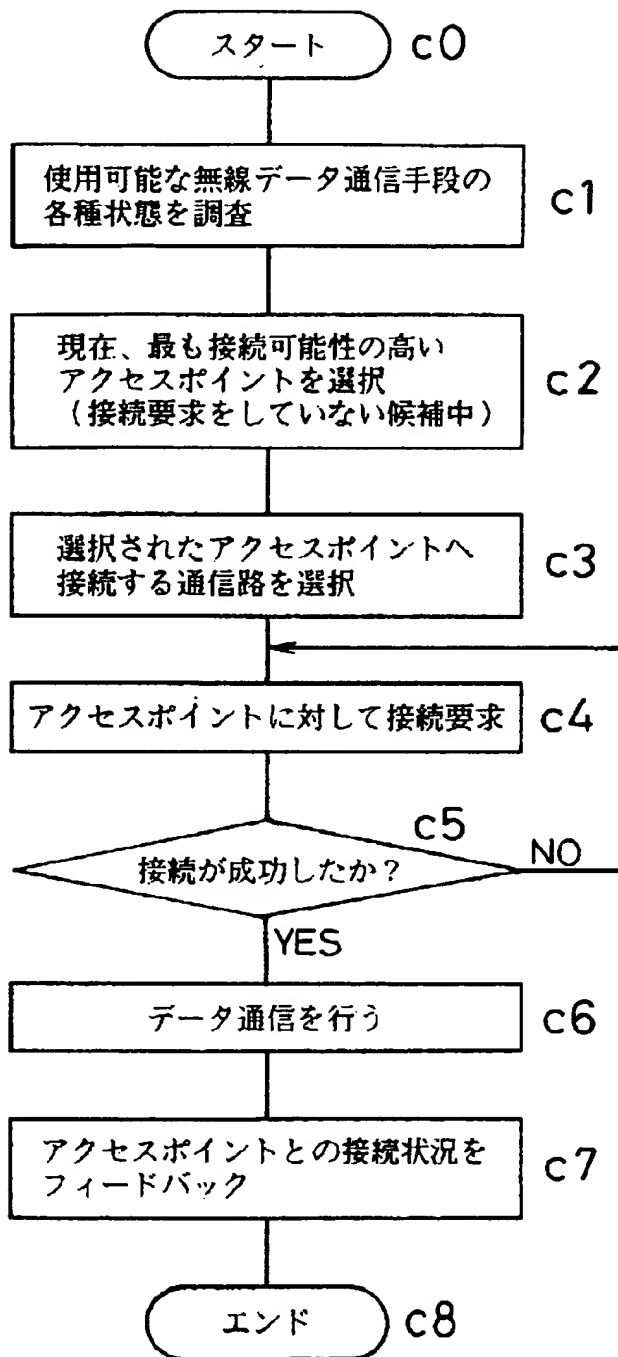 スタート c0
使用可能な無線データ通信手段の
各種状態を調査
c1
現在、最も接続可能性の高い
アクセスポイントを選択
(接続要求をしていない候補中)
c2
選択されたアクセスポイントへ
接続する通信路を選択
c3
アクセスポイントに対して接続要求 c4
c5
接続が成功したか?
NO
YES
データ通信を行う c6
アクセスポイントとの接続状況を
フィードバック
c7
エンド c8